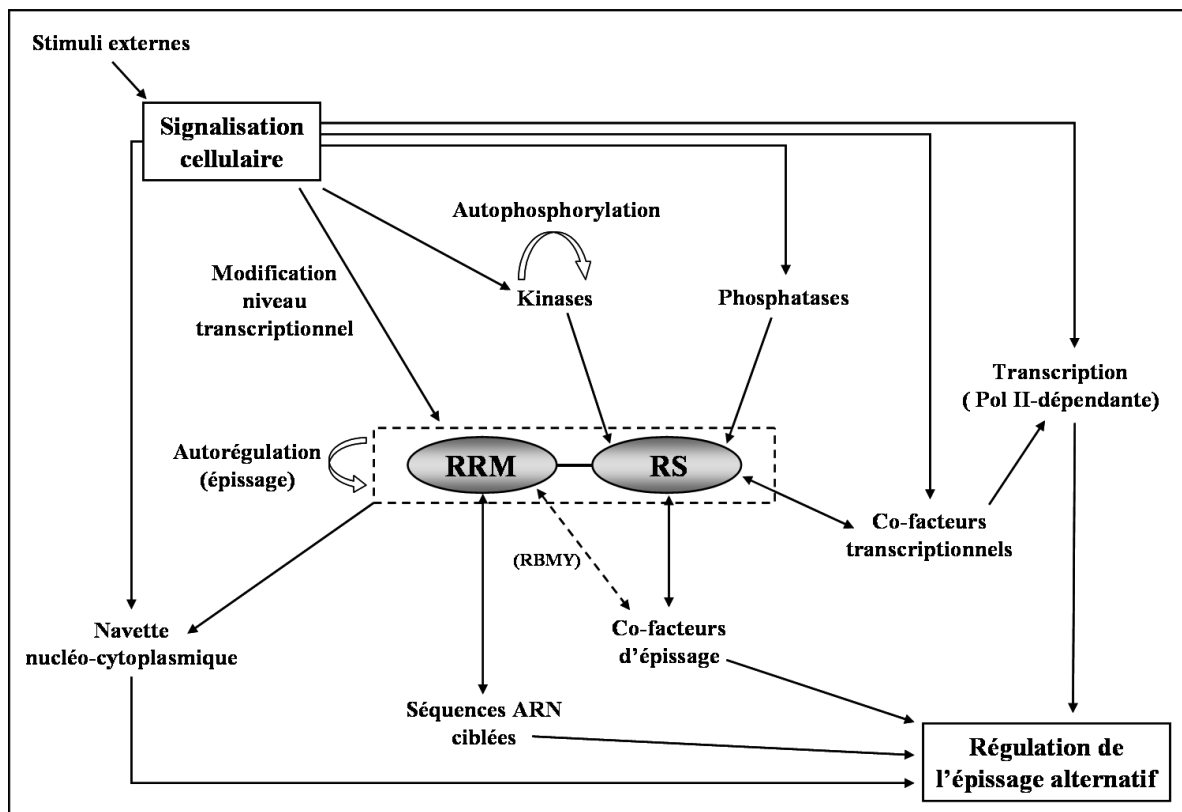 Stimuli externes
Signalisation
cellulaire
Autophosphorylation
Modification
niveau
transcriptionnel
Kinases
Phosphatases
Transcription
( Pol II-dépendante)
Autorégulation
(épissage)
RRM
RS
Co-facteurs
transcriptionnels
(RBMY)
Navette
nucléo-cytoplasmique
Co-facteurs
d'épissage
Séquences ARN
ciblées
Régulation de
l'épissage alternatif